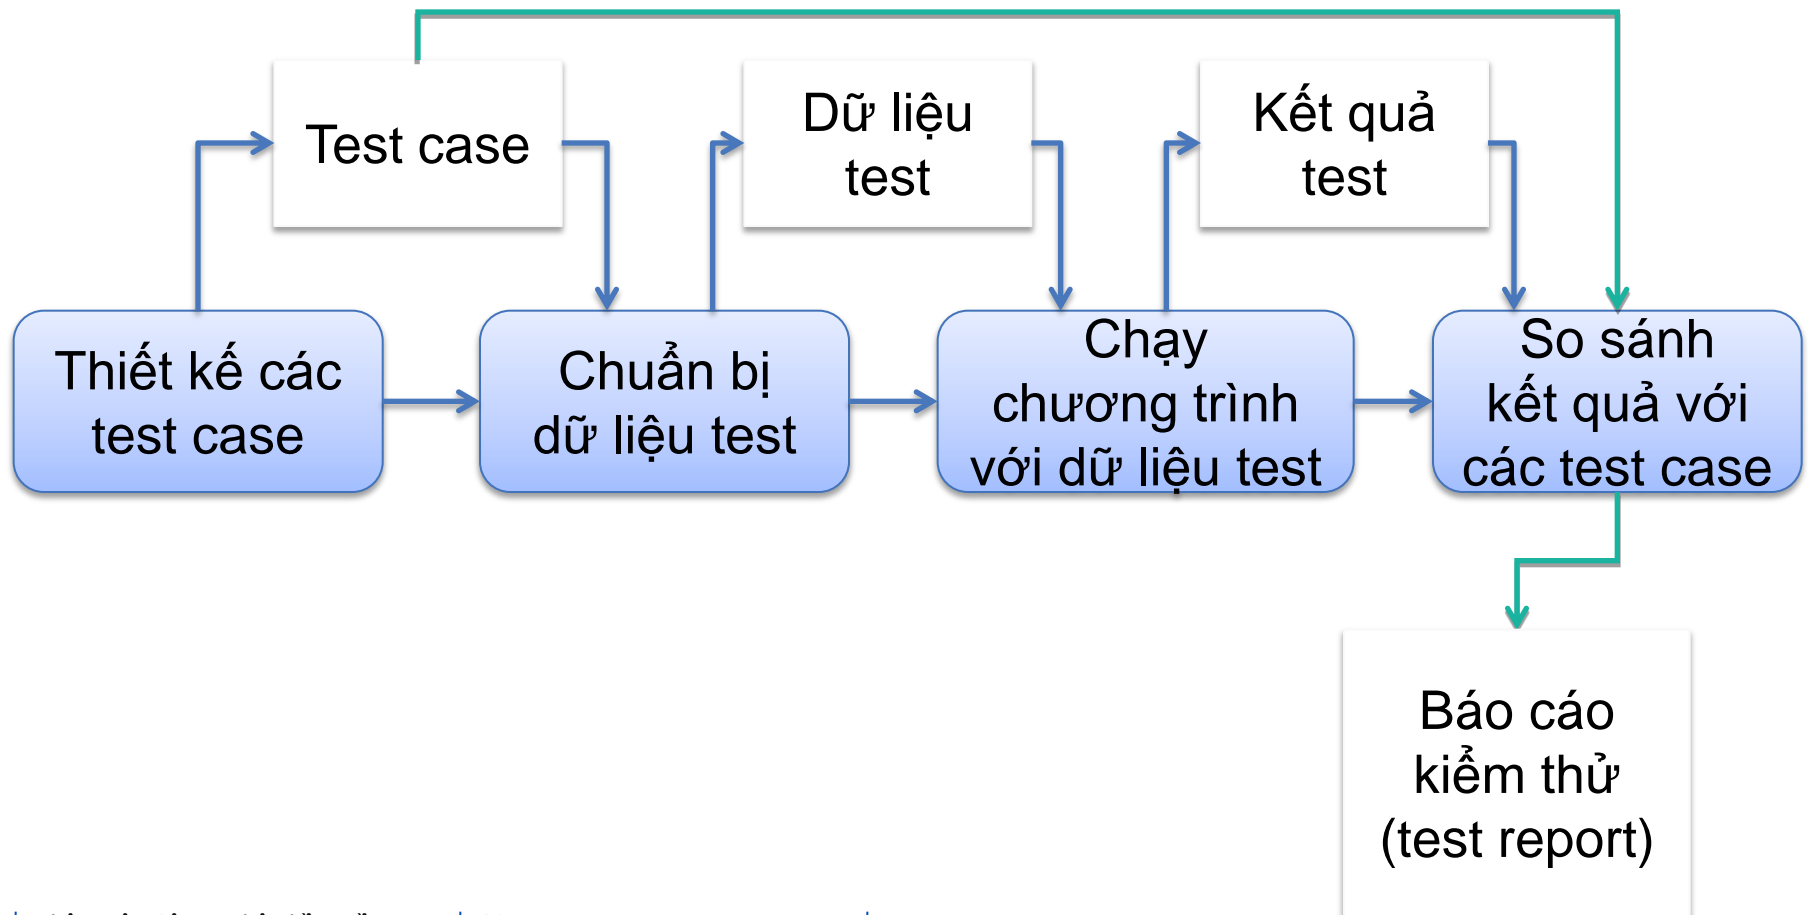 Test case
Dữ liệu
test
Kết quả
test
Thiết kế các
test case
Chuẩn bị
dữ liệu test
Chạy
chương trình
với dữ liệu test
So sánh
kết quả với
các test case
Báo cáo
kiểm thử
(test report)